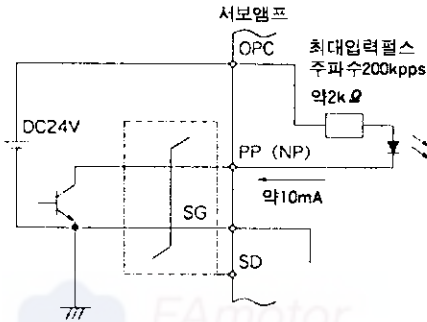 서보앰프
OPC
최대입력펄스
주파수200kpps
약2kΩ
DC24V
PP (NP)
약10mA
SG
SD
FAmotor